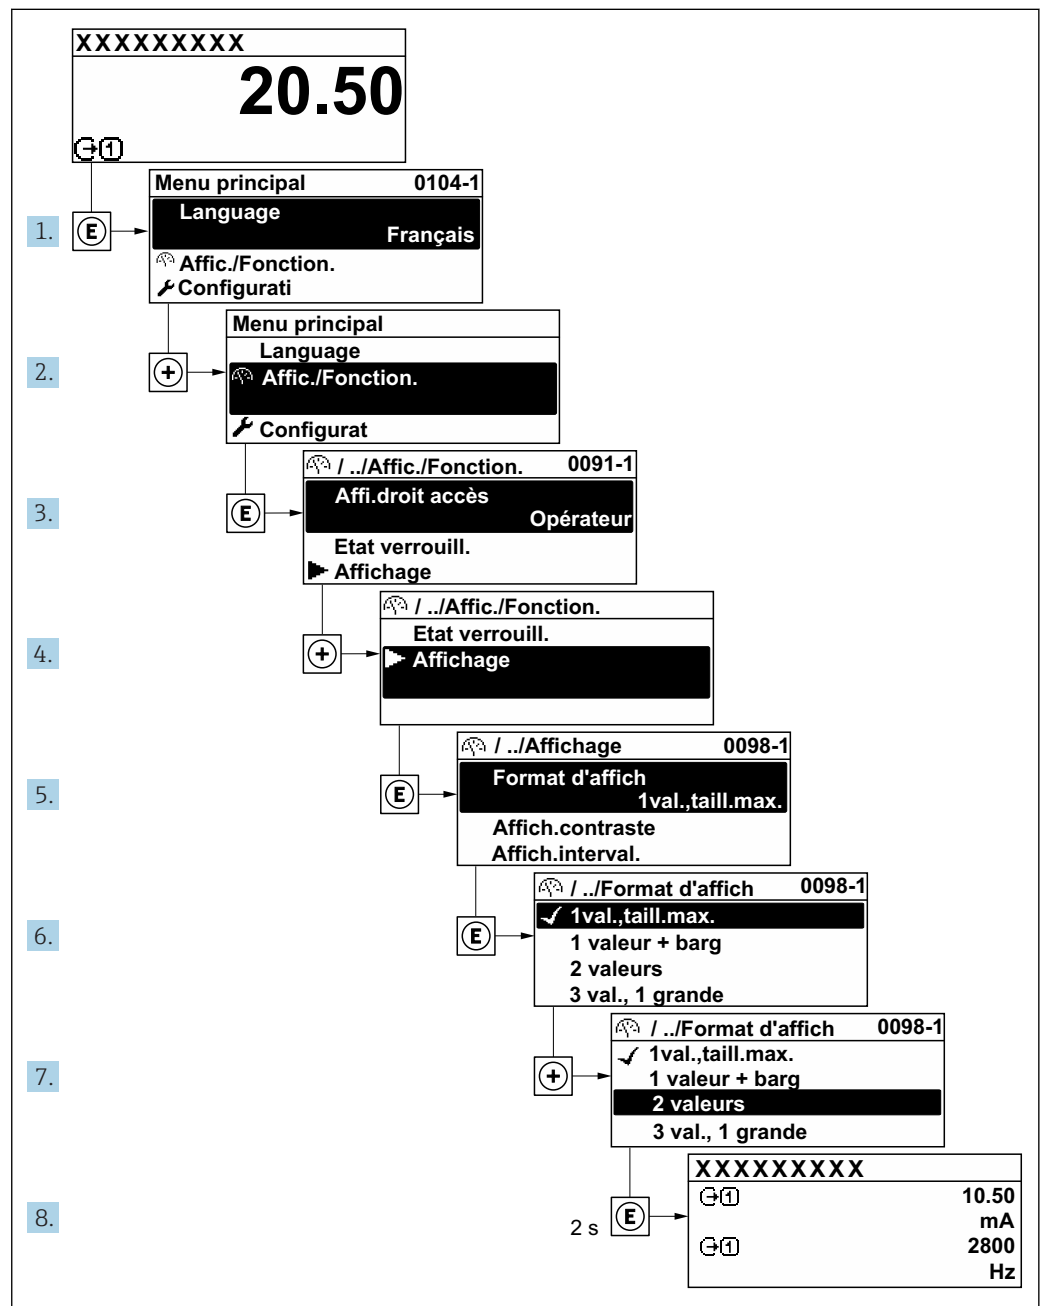 XXXXXXXXX
20.50
1
Menu principal 0104-1
1. E Language
Français
Affic./Fonction.
Configurati
Menu principal
Language
2. + Affic./Fonction.
Configurat
/ ../Affic./Fonction. 0091-1
3. E Affi.droit accès
Opérateur
Etat verrouill.
Affichage
/ ../Affic./Fonction.
Etat verrouill.
4. + Affichage
/ ../Affichage 0098-1
5. E Format d'affich
1val.,taill.max.
Affich.contraste
Affich.interval.
/ ../Format d'affich 0098-1
1val.,taill.max.
6. E 1 valeur + barg
2 valeurs
3 val., 1 grande
/ ../Format d'affich 0098-1
1val.,taill.max.
7. + 1 valeur + barg
2 valeurs
3 val., 1 grande
XXXXXXXXX
1 10.50
8. 2 s E mA
1 2800
Hz